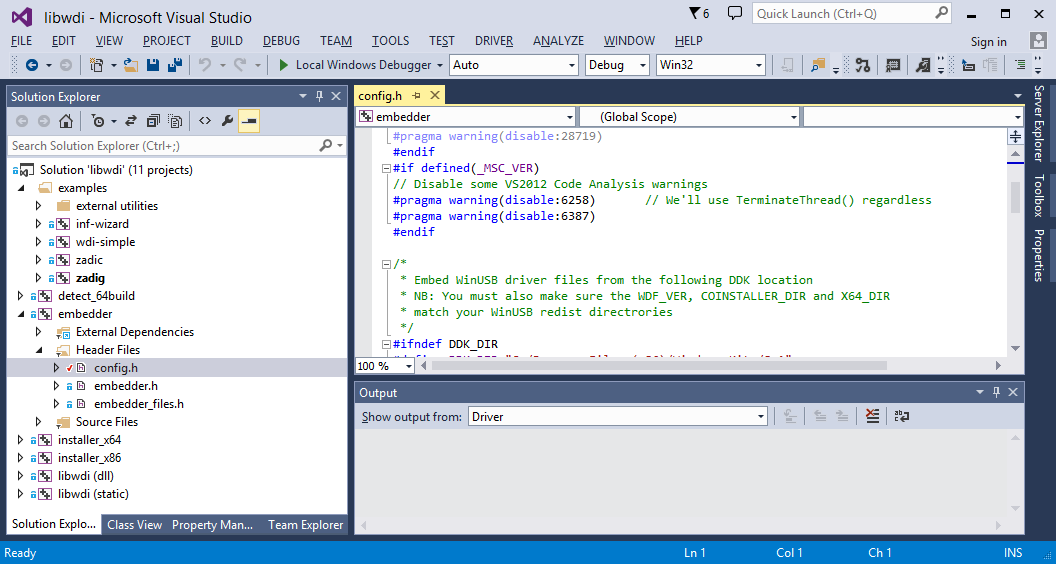 libwdi - Microsoft Visual Studio
6
Quick Launch (Ctrl+Q)
FILE EDIT VIEW PROJECT BUILD DEBUG TEAM TOOLS TEST DRIVER ANALYZE WINDOW HELP
Sign in
Local Windows Debugger
Auto
Debug
Win32
Solution Explorer
Search Solution Explorer (Ctrl+;)
Solution 'libwdi' (11 projects)
examples
external utilities
inf-wizard
wdi-simple
zadic
zadig
detect_64build
embedder
External Dependencies
Header Files
config.h
embedder.h
embedder_files.h
Source Files
installer_x64
installer_x86
libwdi (dll)
libwdi (static)
Solution Explo... Class View Property Man... Team Explorer
config.h
embedder
(Global Scope)
#pragma warning(disable:28719)
#endif
#if defined(_MSC_VER)
// Disable some VS2012 Code Analysis warnings
#pragma warning(disable:6258) // We'll use TerminateThread() regardless
#pragma warning(disable:6387)
#endif
/*
* Embed WinUSB driver files from the following DDK location
* NB: You must also make sure the WDF_VER, COINSTALLER_DIR and X64_DIR
* match your WinUSB redist directrories
*/
#ifndef DDK_DIR
100 %
Output
Show output from: Driver
Server Explorer
Toolbox
Properties
Ready
Ln 1 Col 1 Ch 1 INS